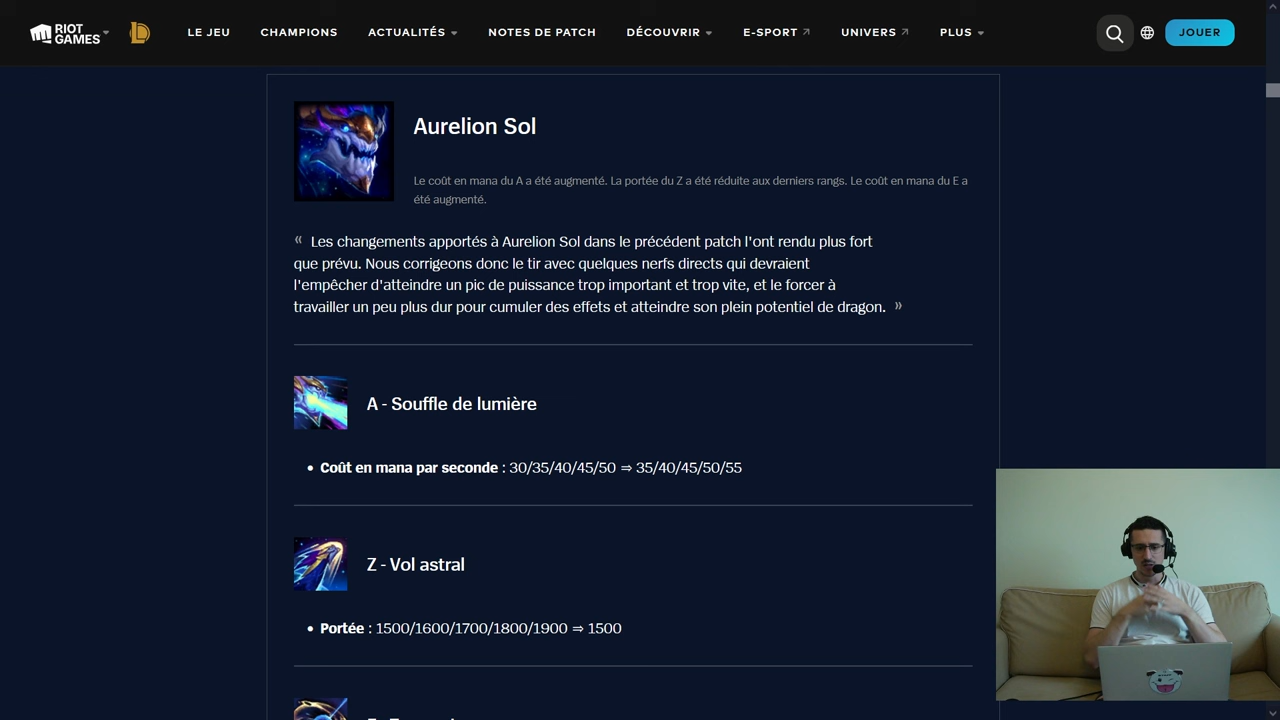 RIOT GAMES
LE JEU
CHAMPIONS
ACTUALITÉS
NOTES DE PATCH
DÉCOUVRIR
E-SPORT
UNIVERS
PLUS
JOUER
Aurelion Sol
Le coût en mana du A a été augmenté. La portée du Z a été réduite aux derniers rangs. Le coût en mana du E a
été augmenté.
« Les changements apportés à Aurelion Sol dans le précédent patch l'ont rendu plus fort
que prévu. Nous corrigeons donc le tir avec quelques nerfs directs qui devraient
l'empêcher d'atteindre un pic de puissance trop important et trop vite, et le forcer à
travailler un peu plus dur pour cumuler des effets et atteindre son plein potentiel de dragon. »
A - Souffle de lumière
• Coût en mana par seconde : 30/35/40/45/50 ⇒ 35/40/45/50/55
Z - Vol astral
• Portée : 1500/1600/1700/1800/1900 ⇒ 1500